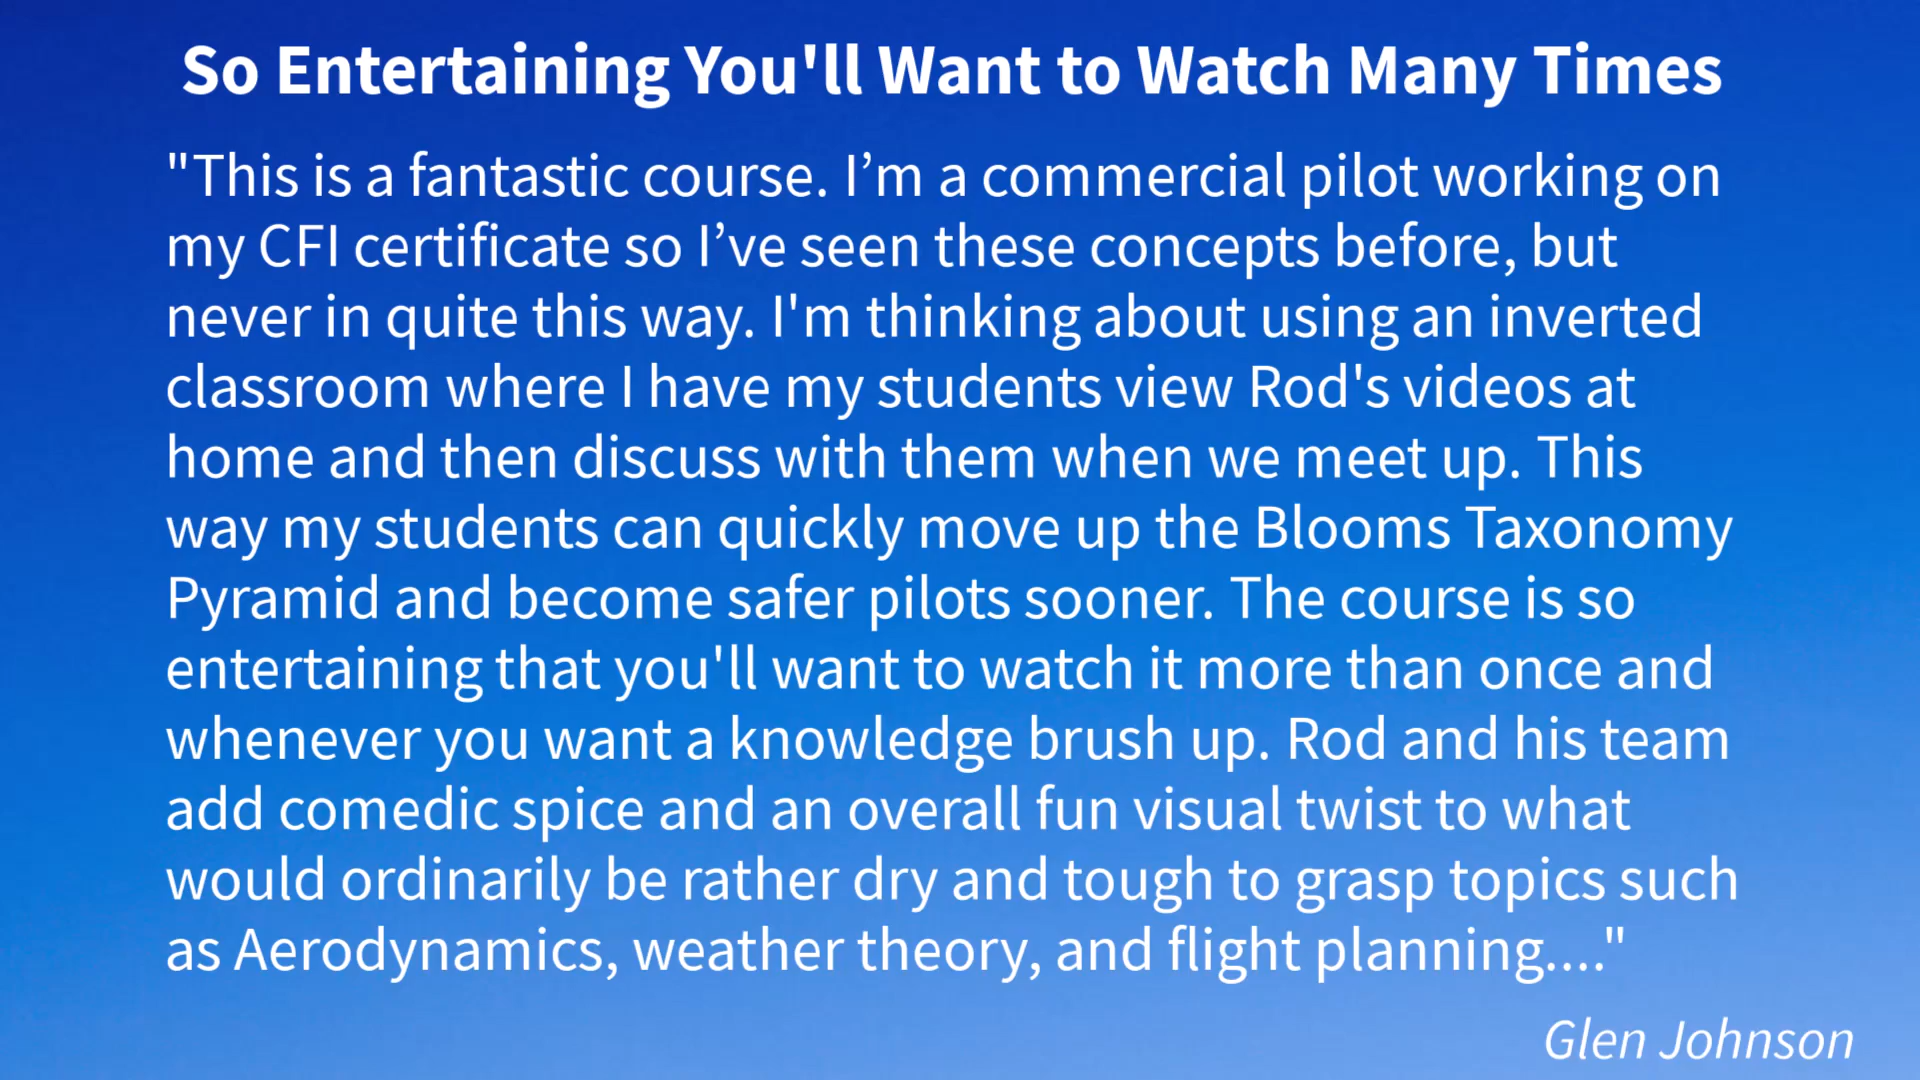 So Entertaining You'll Want to Watch Many Times
"This is a fantastic course. I’m a commercial pilot working on
my CFI certificate so I’ve seen these concepts before, but
never in quite this way. I'm thinking about using an inverted
classroom where I have my students view Rod's videos at
home and then discuss with them when we meet up. This
way my students can quickly move up the Blooms Taxonomy
Pyramid and become safer pilots sooner. The course is so
entertaining that you'll want to watch it more than once and
whenever you want a knowledge brush up. Rod and his team
add comedic spice and an overall fun visual twist to what
would ordinarily be rather dry and tough to grasp topics such
as Aerodynamics, weather theory, and flight planning...."
Glen Johnson